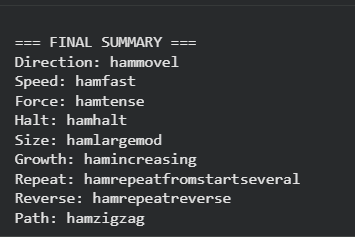 === FINAL SUMMARY ===
Direction: hammovel
Speed: hamfast
Force: hamtense
Halt: hamhalt
Size: hamlargemod
Growth: hamincreasing
Repeat: hamrepeatfromstartseveral
Reverse: hamrepeatreverse
Path: hamzigzag